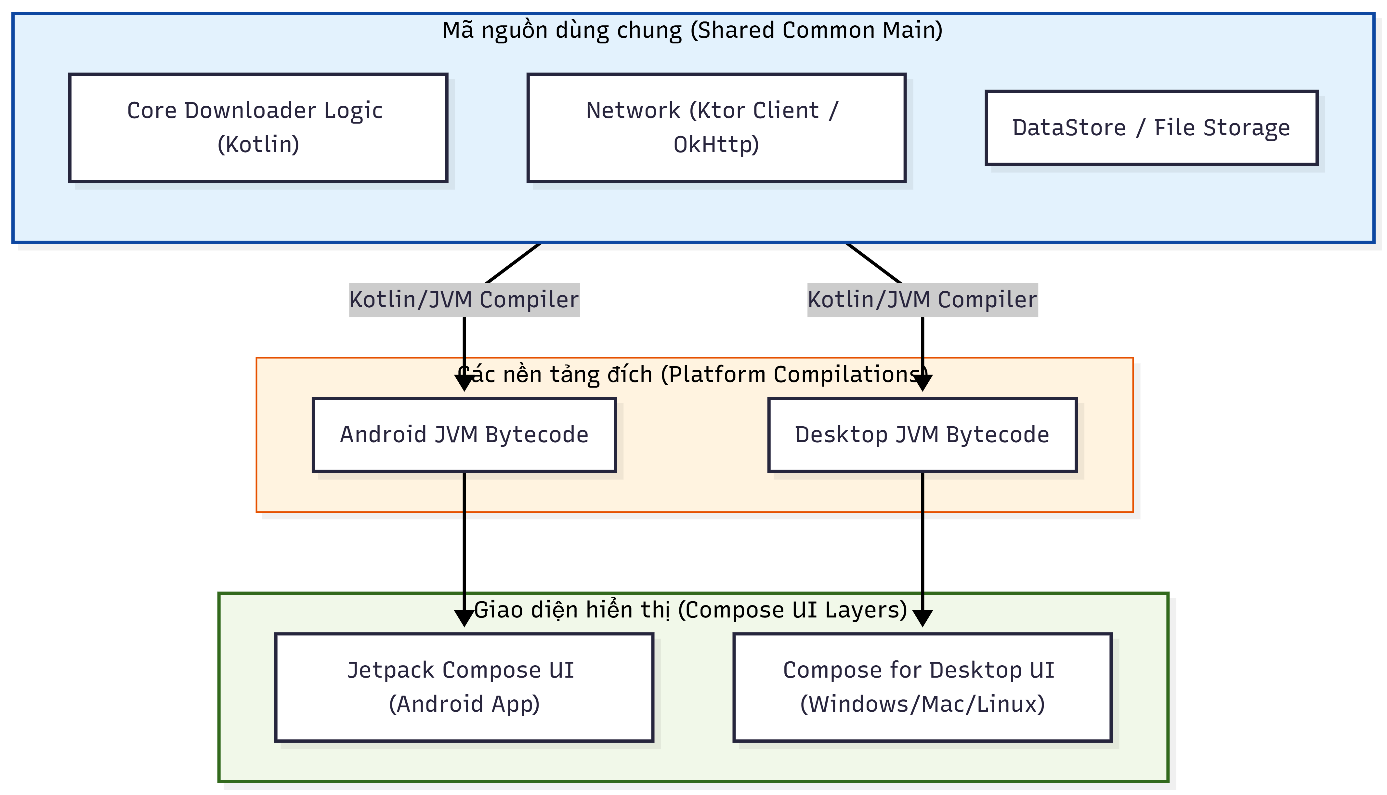 Mã nguồn dùng chung (Shared Common Main)
Core Downloader Logic
(Kotlin)
Network (Ktor Client /
OkHttp)
DataStore / File Storage
Kotlin/JVM Compiler
Kotlin/JVM Compiler
Các nền tảng đích (Platform Compilations)
Android JVM Bytecode
Desktop JVM Bytecode
Giao diện hiển thị (Compose UI Layers)
Jetpack Compose UI
(Android App)
Compose for Desktop UI
(Windows/Mac/Linux)